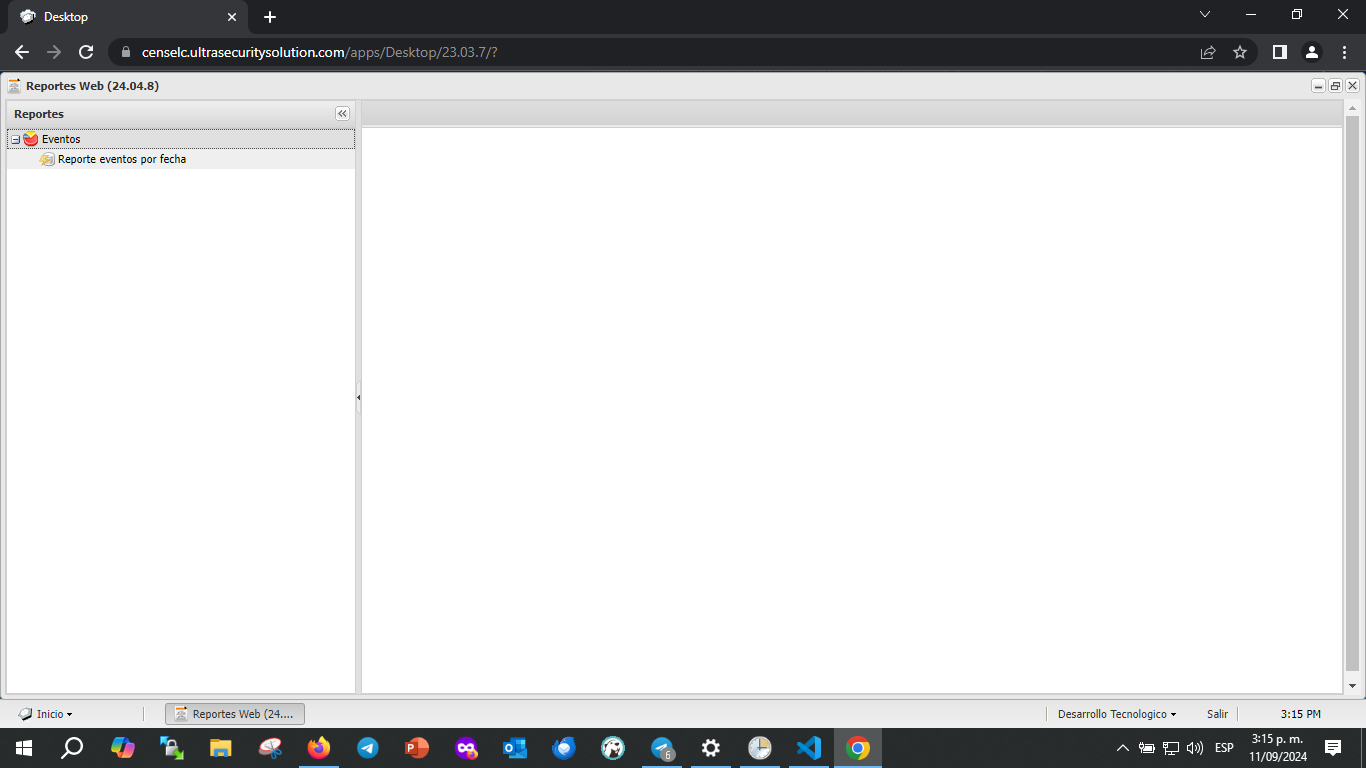 Desktop
censelc.ultrasecuritysolution.com/apps/Desktop/23.03.7/?
Reportes Web (24.04.8)
Reportes
Eventos
Reporte eventos por fecha
Inicio
Reportes Web (24....
Desarrollo Tecnologico
Salir
3:15 PM
6
ESP
3:15 p. m.
11/09/2024